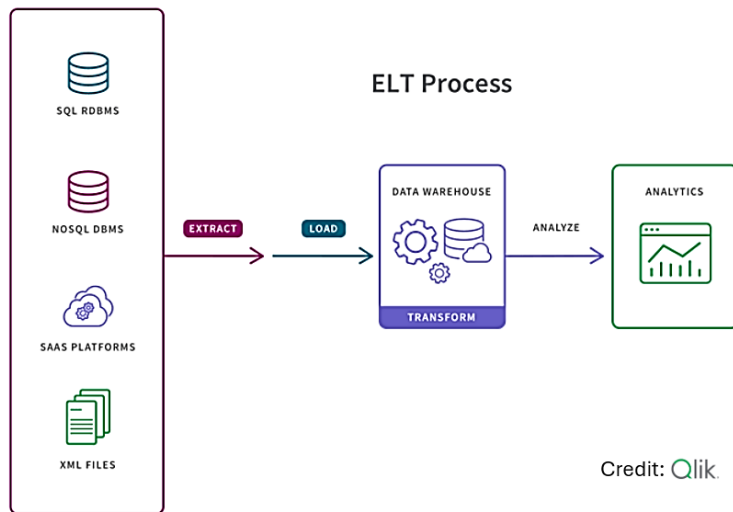 ELT Process
SQL RDBMS
NOSQL DBMS
SAAS PLATFORMS
XML FILES
EXTRACT
LOAD
DATA WAREHOUSE
TRANSFORM
ANALYZE
ANALYTICS
Credit: Qlik